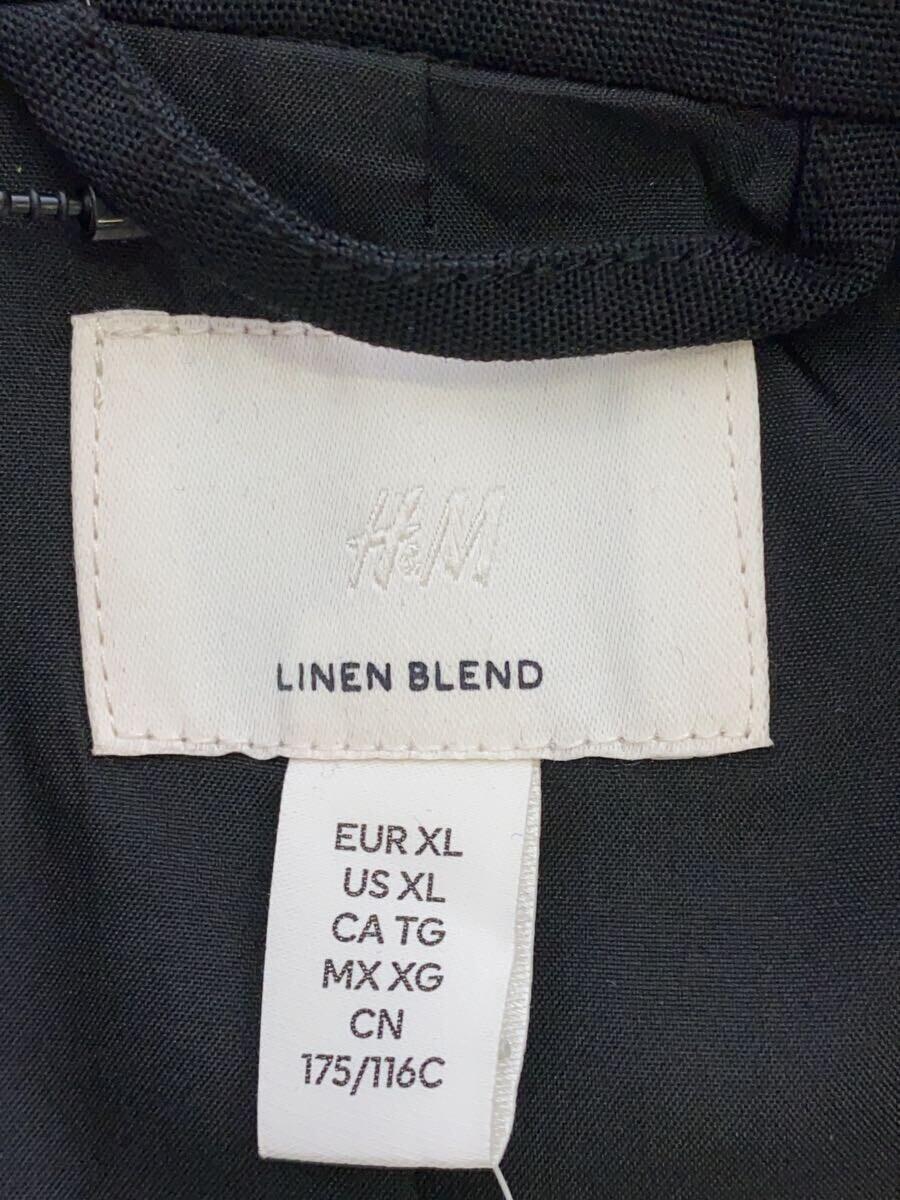 H&M
LINEN BLEND
EUR XL
US XL
CA TG
MX XG
CN
175/116C